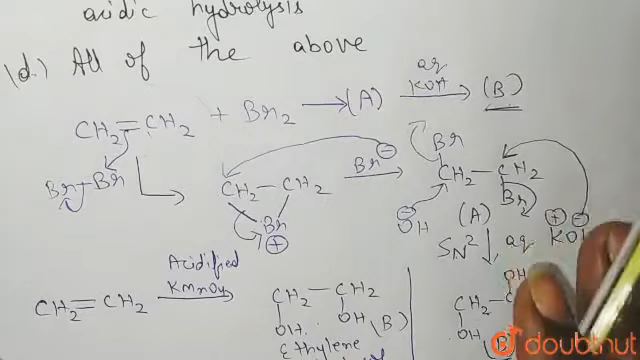 acidic hydrolysis
(d.) All of the above
CH2=CH2 + Br2 → (A) aq KOH → (B)
Br-Br
CH2-CH2
Br
⊕
Br⊖
Br
CH2-CH2
Br
⊖
OH
(A)
⊕ ⊖
SN2 aq
CH2=CH2 Acidified KMnO4 →
CH2-CH2
OH OH (B)
Ethylene
CH2-
OH
OH
doubtnut